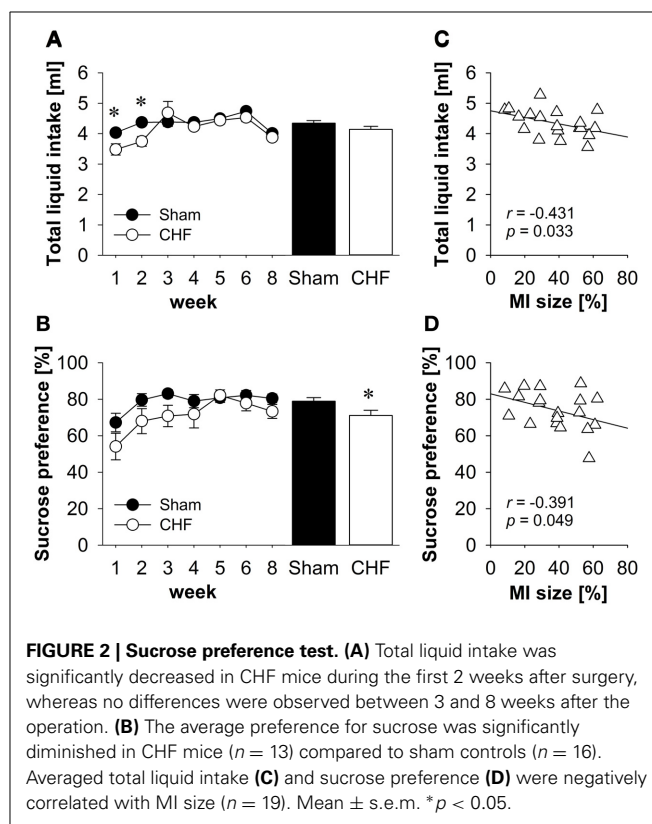 A
Total liquid intake [ml]
6
5
4
3
2
1
0
* *
Sham
CHF
1 2 3 4 5 6 8
week
Sham CHF
C
Total liquid intake [ml]
6
5
4
3
2
1
0
r = -0.431
p = 0.033
0 20 40 60 80
MI size [%]
B
Sucrose preference [%]
100
80
60
40
20
0
*
Sham
CHF
1 2 3 4 5 6 8
week
Sham CHF
D
Sucrose preference [%]
100
80
60
40
20
0
r = -0.391
p = 0.049
0 20 40 60 80
MI size [%]
FIGURE 2 | Sucrose preference test. (A) Total liquid intake was
significantly decreased in CHF mice during the first 2 weeks after surgery,
whereas no differences were observed between 3 and 8 weeks after the
operation. (B) The average preference for sucrose was significantly
diminished in CHF mice (n = 13) compared to sham controls (n = 16).
Averaged total liquid intake (C) and sucrose preference (D) were negatively
correlated with MI size (n = 19). Mean ± s.e.m. *p < 0.05.